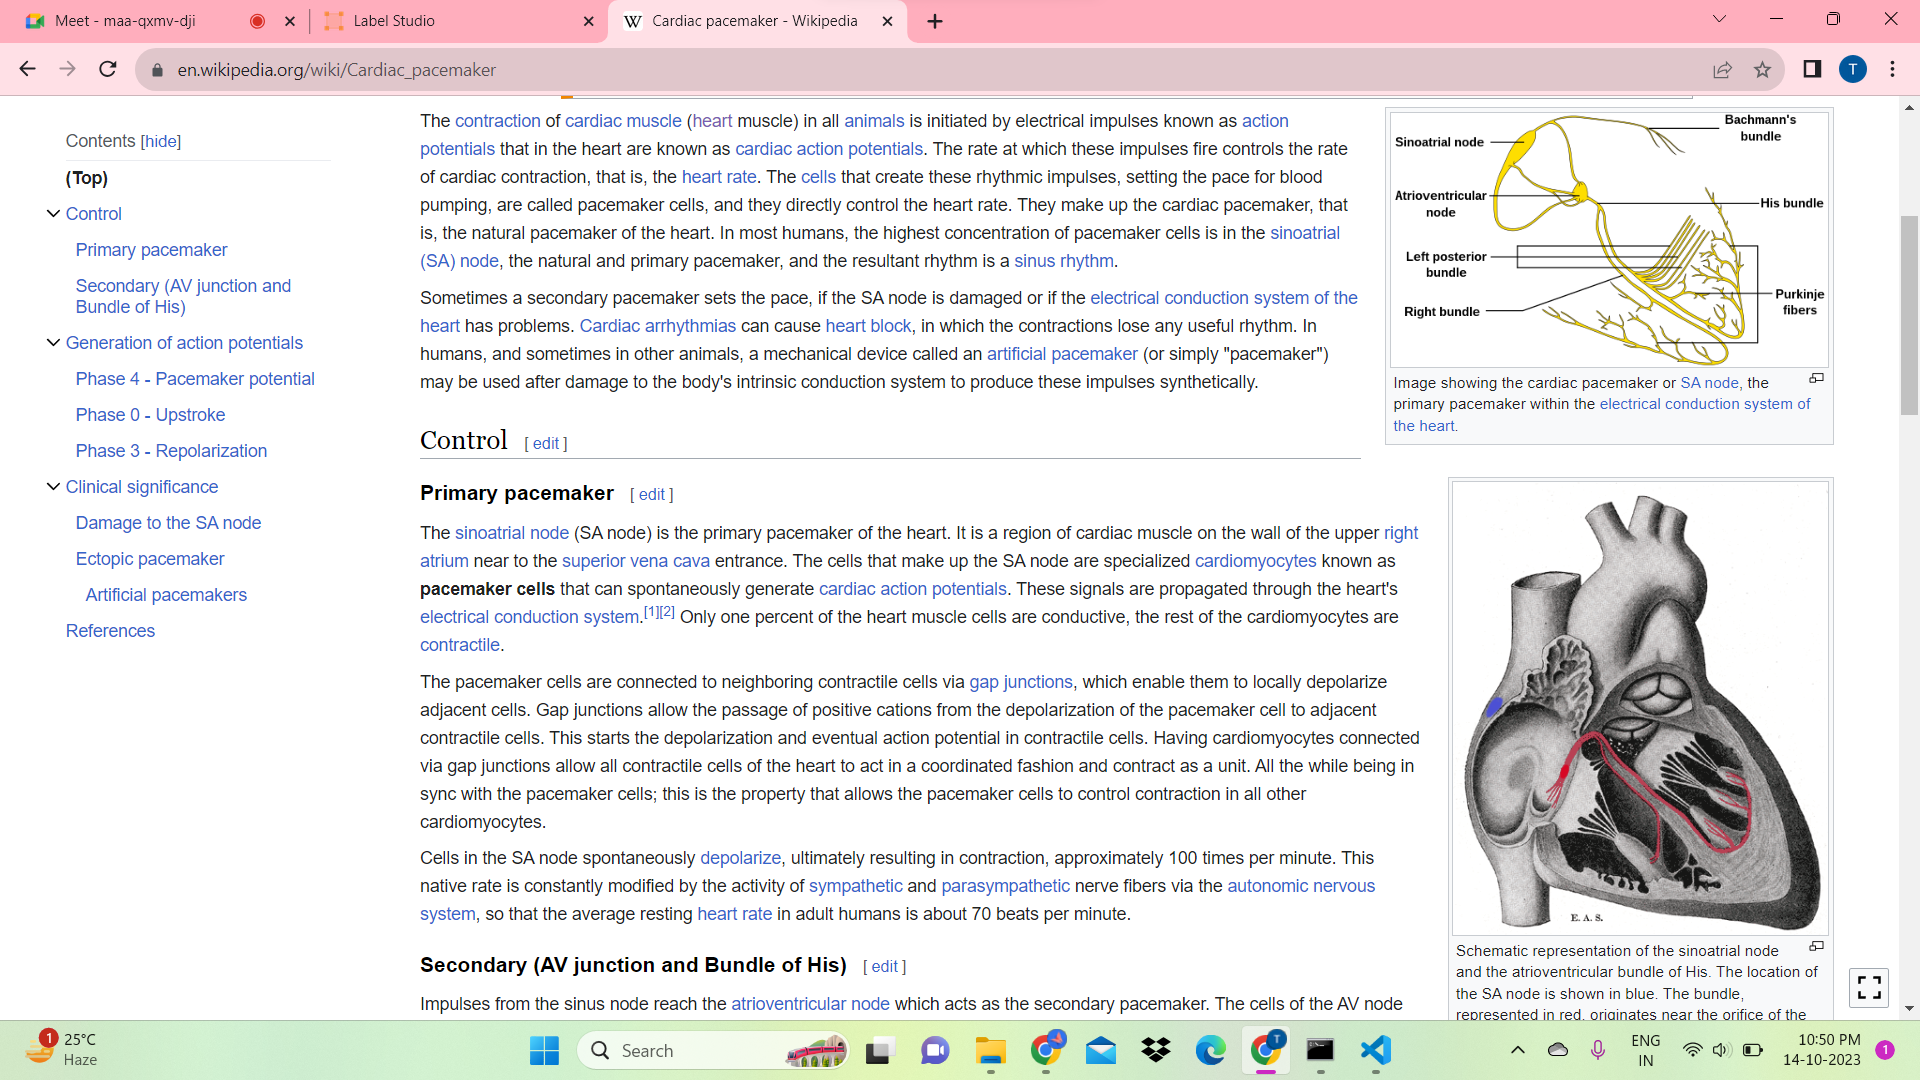 Meet - maa-qxmv-dji
Label Studio
W Cardiac pacemaker - Wikipedia
en.wikipedia.org/wiki/Cardiac_pacemaker
T
Contents [hide]
(Top)
Control
Primary pacemaker
Secondary (AV junction and
Bundle of His)
Generation of action potentials
Phase 4 - Pacemaker potential
Phase 0 - Upstroke
Phase 3 - Repolarization
Clinical significance
Damage to the SA node
Ectopic pacemaker
Artificial pacemakers
References
The contraction of cardiac muscle (heart muscle) in all animals is initiated by electrical impulses known as action
potentials that in the heart are known as cardiac action potentials. The rate at which these impulses fire controls the rate
of cardiac contraction, that is, the heart rate. The cells that create these rhythmic impulses, setting the pace for blood
pumping, are called pacemaker cells, and they directly control the heart rate. They make up the cardiac pacemaker, that
is, the natural pacemaker of the heart. In most humans, the highest concentration of pacemaker cells is in the sinoatrial
(SA) node, the natural and primary pacemaker, and the resultant rhythm is a sinus rhythm.
Sometimes a secondary pacemaker sets the pace, if the SA node is damaged or if the electrical conduction system of the
heart has problems. Cardiac arrhythmias can cause heart block, in which the contractions lose any useful rhythm. In
humans, and sometimes in other animals, a mechanical device called an artificial pacemaker (or simply "pacemaker")
may be used after damage to the body's intrinsic conduction system to produce these impulses synthetically.
Control [ edit ]
Primary pacemaker [ edit ]
The sinoatrial node (SA node) is the primary pacemaker of the heart. It is a region of cardiac muscle on the wall of the upper right
atrium near to the superior vena cava entrance. The cells that make up the SA node are specialized cardiomyocytes known as
pacemaker cells that can spontaneously generate cardiac action potentials. These signals are propagated through the heart's
electrical conduction system.[1][2] Only one percent of the heart muscle cells are conductive, the rest of the cardiomyocytes are
contractile.
The pacemaker cells are connected to neighboring contractile cells via gap junctions, which enable them to locally depolarize
adjacent cells. Gap junctions allow the passage of positive cations from the depolarization of the pacemaker cell to adjacent
contractile cells. This starts the depolarization and eventual action potential in contractile cells. Having cardiomyocytes connected
via gap junctions allow all contractile cells of the heart to act in a coordinated fashion and contract as a unit. All the while being in
sync with the pacemaker cells; this is the property that allows the pacemaker cells to control contraction in all other
cardiomyocytes.
Cells in the SA node spontaneously depolarize, ultimately resulting in contraction, approximately 100 times per minute. This
native rate is constantly modified by the activity of sympathetic and parasympathetic nerve fibers via the autonomic nervous
system, so that the average resting heart rate in adult humans is about 70 beats per minute.
Secondary (AV junction and Bundle of His) [ edit ]
Impulses from the sinus node reach the atrioventricular node which acts as the secondary pacemaker. The cells of the AV node
Sinoatrial node
Bachmann's
bundle
Atrioventricular
node
His bundle
Left posterior
bundle
Right bundle
Purkinje
fibers
Image showing the cardiac pacemaker or SA node, the
primary pacemaker within the electrical conduction system of
the heart.
E. A. S.
Schematic representation of the sinoatrial node
and the atrioventricular bundle of His. The location of
the SA node is shown in blue. The bundle,
represented in red, originates near the orifice of the
1
25°C
Haze
Search
T
ENG
IN
10:50 PM
14-10-2023
1